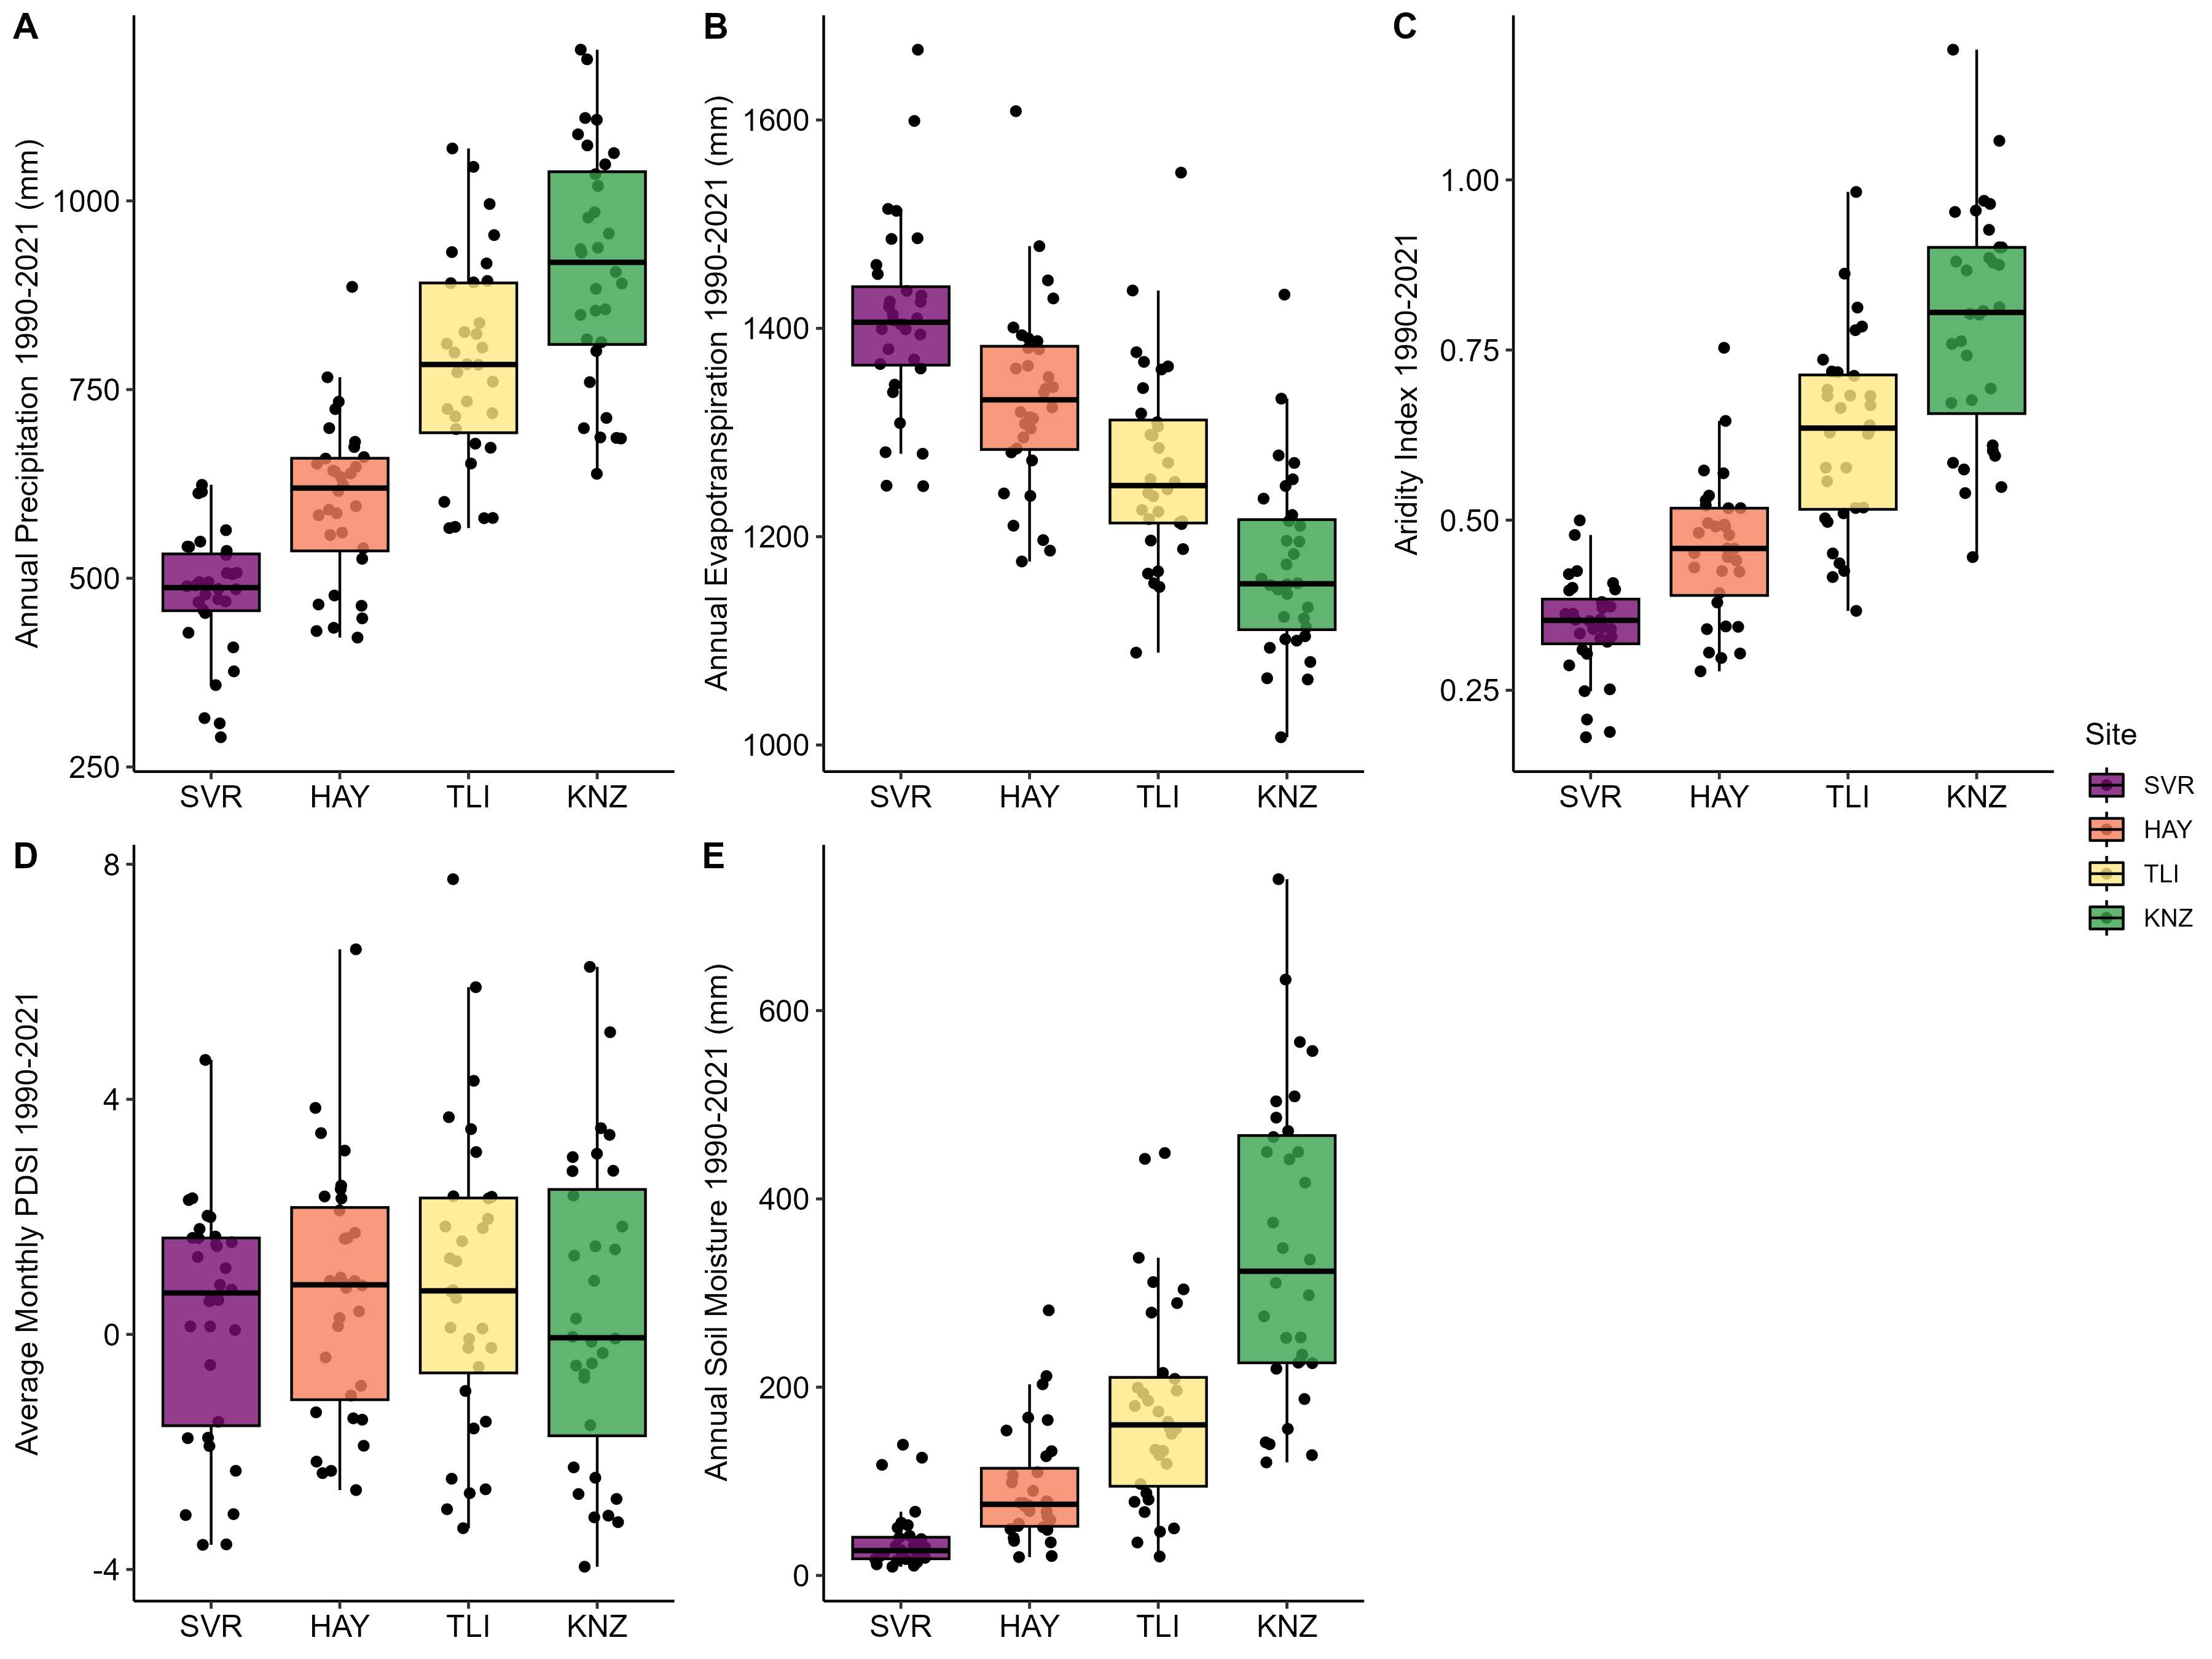 A
Annual Precipitation 1990-2021 (mm)
1000
750
500
250
SVR HAY TLI KNZ
B
Annual Evapotranspiration 1990-2021 (mm)
1600
1400
1200
1000
SVR HAY TLI KNZ
C
Aridity Index 1990-2021
1.00
0.75
0.50
0.25
SVR HAY TLI KNZ
Site
SVR
HAY
TLI
KNZ
D
Average Monthly PDSI 1990-2021
8
4
0
-4
SVR HAY TLI KNZ
E
Annual Soil Moisture 1990-2021 (mm)
600
400
200
0
SVR HAY TLI KNZ